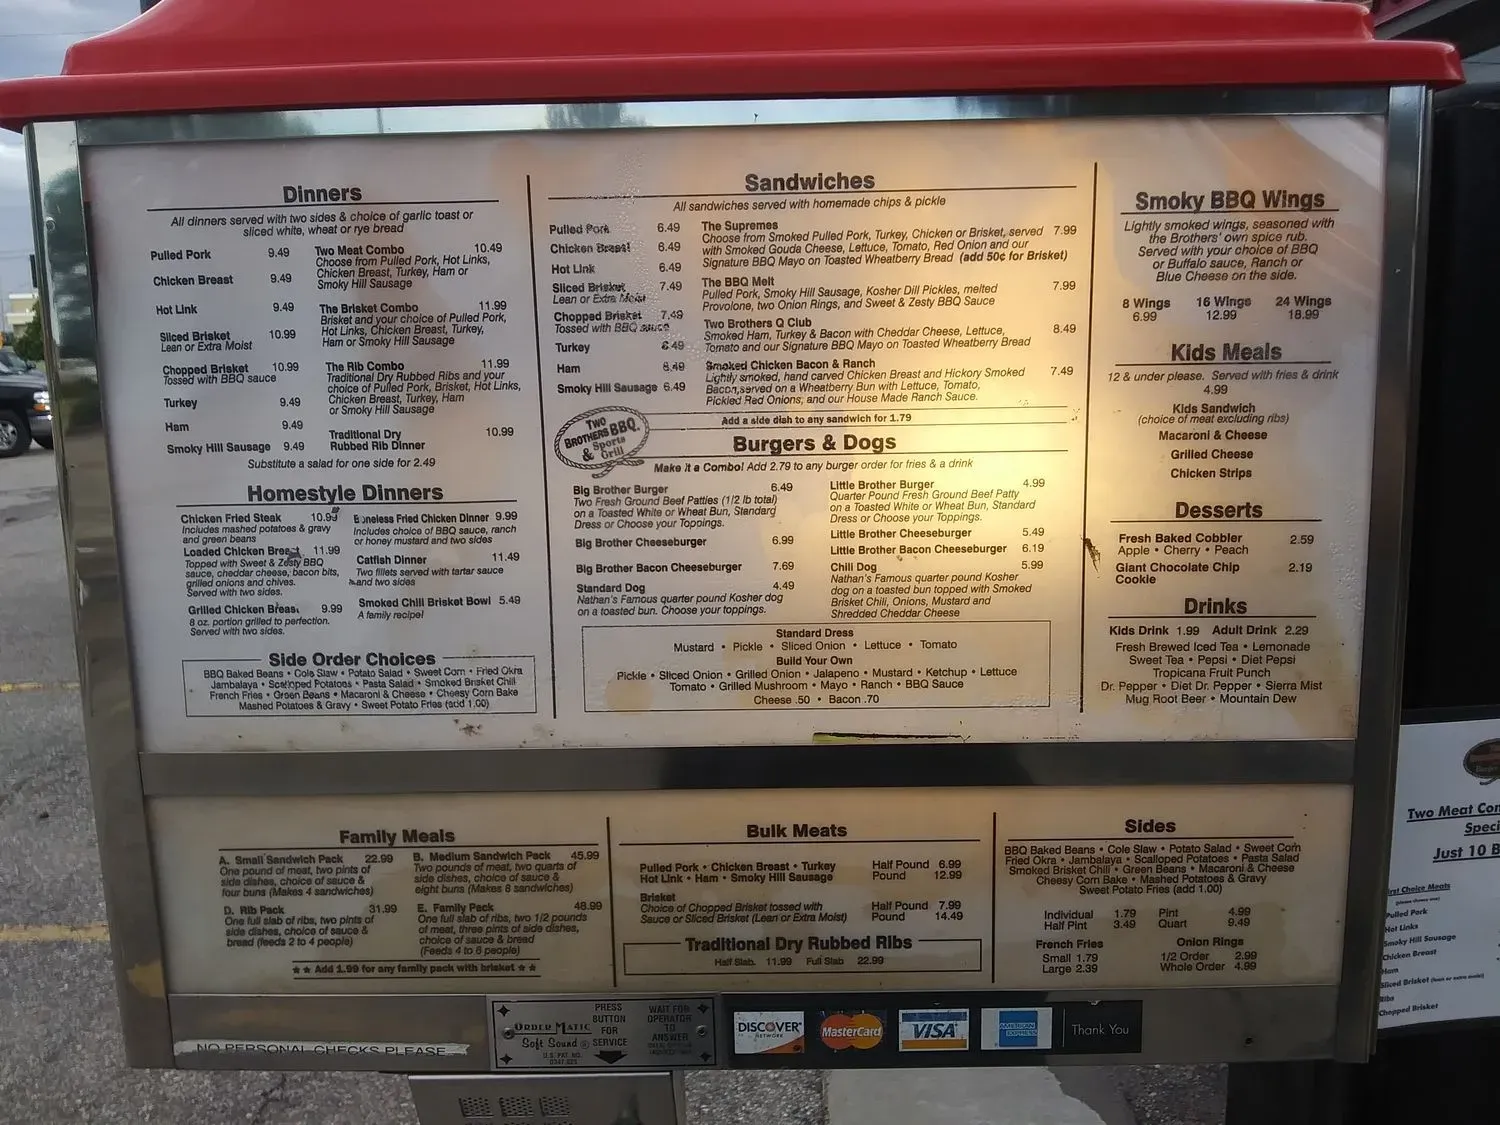 Dinners
All dinners served with two sides & choice of garlic toast or
sliced white, wheat or rye bread
Pulled Pork 9.49
Chicken Breast 9.49
Hot Link 9.49
Sliced Brisket 10.99
Lean or Extra Moist
Chopped Brisket 10.99
Tossed with BBQ sauce
Turkey 9.49
Ham 9.49
Smoky Hill Sausage 9.49
Two Meat Combo 10.49
Choose from Pulled Pork, Hot Links,
Chicken Breast, Turkey, Ham or
Smoky Hill Sausage
The Brisket Combo 11.99
Brisket and your choice of Pulled Pork,
Hot Links, Chicken Breast, Turkey,
Ham or Smoky Hill Sausage
The Rib Combo 11.99
Traditional Dry Rubbed Ribs and your
choice of Pulled Pork, Brisket, Hot Links,
Chicken Breast, Turkey, Ham
or Smoky Hill Sausage
Traditional Dry 10.99
Rubbed Rib Dinner
Substitute a salad for one side for 2.49
Homestyle Dinners
Chicken Fried Steak 10.99
Includes mashed potatoes & gravy
and green beans
Loaded Chicken Breast 11.99
Topped with Sweet & Zesty BBQ
sauce, cheddar cheese, bacon bits,
grilled onions and chives.
Served with two sides.
Grilled Chicken Breast 9.99
8 oz. portion grilled to perfection.
Served with two sides.
Boneless Fried Chicken Dinner 9.99
Includes choice of BBQ sauce, ranch
or honey mustard and two sides
Catfish Dinner 11.49
Two fillets served with tartar sauce
and two sides
Smoked Chili Brisket Bowl 5.49
A family recipe!
Side Order Choices
BBQ Baked Beans • Cole Slaw • Potato Salad • Sweet Corn • Fried Okra
Jambalaya • Scalloped Potatoes • Pasta Salad • Smoked Brisket Chili
French Fries • Green Beans • Macaroni & Cheese • Cheesy Corn Bake
Mashed Potatoes & Gravy • Sweet Potato Fries (add 1.00)
Sandwiches
All sandwiches served with homemade chips & pickle
Pulled Pork 6.49
Chicken Breast 6.49
Hot Link 6.49
Sliced Brisket 7.49
Lean or Extra Moist
Chopped Brisket 7.49
Tossed with BBQ sauce
Turkey 6.49
Ham 6.49
Smoky Hill Sausage 6.49
The Supremes
Choose from Smoked Pulled Pork, Turkey, Chicken or Brisket, served 7.99
with Smoked Gouda Cheese, Lettuce, Tomato, Red Onion and our
Signature BBQ Mayo on Toasted Wheatberry Bread (add 50¢ for Brisket)
The BBQ Melt
Pulled Pork, Smoky Hill Sausage, Kosher Dill Pickles, melted 7.99
Provolone, two Onion Rings, and Sweet & Zesty BBQ Sauce
Two Brothers Q Club
Smoked Ham, Turkey & Bacon with Cheddar Cheese, Lettuce, 8.49
Tomato and our Signature BBQ Mayo on Toasted Wheatberry Bread
Smoked Chicken Bacon & Ranch
Lightly smoked, hand carved Chicken Breast and Hickory Smoked 7.49
Bacon,served on a Wheatberry Bun with Lettuce, Tomato,
Pickled Red Onions, and our House Made Ranch Sauce.
Add a side dish to any sandwich for 1.79
TWO
BROTHERS BBQ.
& Sports
Grill
Burgers & Dogs
Make it a Combo! Add 2.79 to any burger order for fries & a drink
Big Brother Burger 6.49
Two Fresh Ground Beef Patties (1/2 lb total)
on a Toasted White or Wheat Bun, Standard
Dress or Choose your Toppings.
Big Brother Cheeseburger 6.99
Big Brother Bacon Cheeseburger 7.69
Standard Dog 4.49
Nathan's Famous quarter pound Kosher dog
on a toasted bun. Choose your toppings.
Little Brother Burger 4.99
Quarter Pound Fresh Ground Beef Patty
on a Toasted White or Wheat Bun, Standard
Dress or Choose your Toppings.
Little Brother Cheeseburger 5.49
Little Brother Bacon Cheeseburger 6.19
Chili Dog 5.99
Nathan's Famous quarter pound Kosher
dog on a toasted bun topped with Smoked
Brisket Chili, Onions, Mustard and
Shredded Cheddar Cheese
Standard Dress
Mustard • Pickle • Sliced Onion • Lettuce • Tomato
Build Your Own
Pickle • Sliced Onion • Grilled Onion • Jalapeno • Mustard • Ketchup • Lettuce
Tomato • Grilled Mushroom • Mayo • Ranch • BBQ Sauce
Cheese .50 • Bacon .70
Smoky BBQ Wings
Lightly smoked wings, seasoned with
the Brothers' own spice rub.
Served with your choice of BBQ
or Buffalo sauce, Ranch or
Blue Cheese on the side.
8 Wings 16 Wings 24 Wings
6.99 12.99 18.99
Kids Meals
12 & under please. Served with fries & drink
4.99
Kids Sandwich
(choice of meat excluding ribs)
Macaroni & Cheese
Grilled Cheese
Chicken Strips
Desserts
Fresh Baked Cobbler 2.59
Apple • Cherry • Peach
Giant Chocolate Chip 2.19
Cookie
Drinks
Kids Drink 1.99 Adult Drink 2.29
Fresh Brewed Iced Tea • Lemonade
Sweet Tea • Pepsi • Diet Pepsi
Tropicana Fruit Punch
Dr. Pepper • Diet Dr. Pepper • Sierra Mist
Mug Root Beer • Mountain Dew
Family Meals
A. Small Sandwich Pack 22.99
One pound of meat, two pints of
side dishes, choice of sauce &
four buns (Makes 4 sandwiches)
B. Medium Sandwich Pack 45.99
Two pounds of meat, two quarts of
side dishes, choice of sauce &
eight buns (Makes 8 sandwiches)
D. Rib Pack 31.99
One full slab of ribs, two pints of
side dishes, choice of sauce &
bread (feeds 2 to 4 people)
E. Family Pack 48.99
One full slab of ribs, two 1/2 pounds
of meat, three pints of side dishes,
choice of sauce & bread
(Feeds 4 to 6 people)
★★ Add 1.99 for any family pack with brisket ★★
Bulk Meats
Pulled Pork • Chicken Breast • Turkey Half Pound 6.99
Hot Link • Ham • Smoky Hill Sausage Pound 12.99
Brisket
Choice of Chopped Brisket tossed with Half Pound 7.99
Sauce or Sliced Brisket (Lean or Extra Moist) Pound 14.49
Traditional Dry Rubbed Ribs
Half Slab 11.99 Full Slab 22.99
Sides
BBQ Baked Beans • Cole Slaw • Potato Salad • Sweet Corn
Fried Okra • Jambalaya • Scalloped Potatoes • Pasta Salad
Smoked Brisket Chili • Green Beans • Macaroni & Cheese
Cheesy Corn Bake • Mashed Potatoes & Gravy
Sweet Potato Fries (add 1.00)
Individual 1.79 Pint 4.99
Half Pint 3.49 Quart 9.49
French Fries Onion Rings
Small 1.79 1/2 Order 2.99
Large 2.39 Whole Order 4.99
NO PERSONAL CHECKS PLEASE
ORDER MATIC
Soft Sound ®
U.S. PAT. NO.
PRESS
BUTTON
FOR
SERVICE
WAIT FOR
OPERATOR
TO
ANSWER
DISCOVER
NETWORK
MasterCard
VISA
AMERICAN
EXPRESS
Thank You
Two Meat Com
Speci
Just 10 B
irst Choice Meats
(please choose one)
Pulled Pork
Hot Links
Smoky Hill Sausage
Chicken Breast
Ham
Sliced Brisket (lean or extra moist)
Ribs
Chopped Brisket